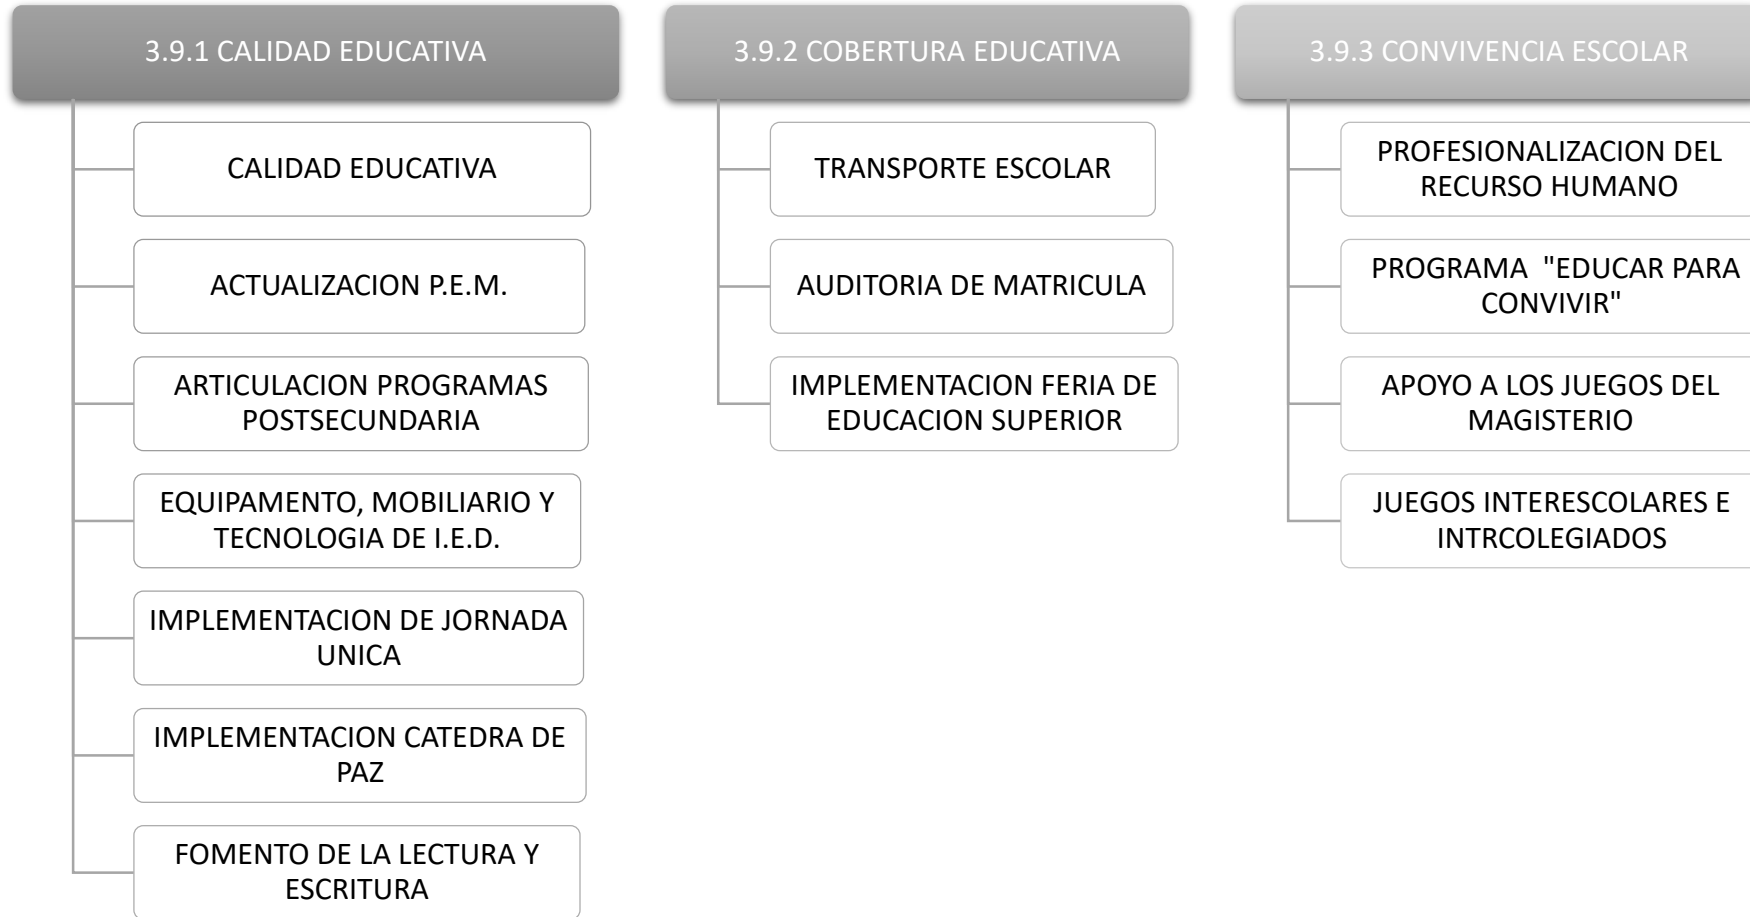 3.9.1 CALIDAD EDUCATIVA
CALIDAD EDUCATIVA
ACTUALIZACION P.E.M.
ARTICULACION PROGRAMAS
POSTSECUNDARIA
EQUIPAMENTO, MOBILIARIO Y
TECNOLOGIA DE I.E.D.
IMPLEMENTACION DE JORNADA
UNICA
IMPLEMENTACION CATEDRA DE
PAZ
FOMENTO DE LA LECTURA Y
ESCRITURA
3.9.2 COBERTURA EDUCATIVA
TRANSPORTE ESCOLAR
AUDITORIA DE MATRICULA
IMPLEMENTACION FERIA DE
EDUCACION SUPERIOR
3.9.3 CONVIVENCIA ESCOLAR
PROFESIONALIZACION DEL
RECURSO HUMANO
PROGRAMA "EDUCAR PARA
CONVIVIR"
APOYO A LOS JUEGOS DEL
MAGISTERIO
JUEGOS INTERESCOLARES E
INTRCOLEGIADOS